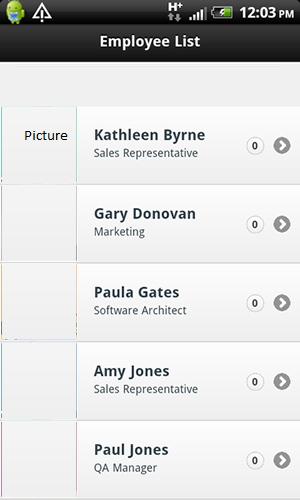 H+ 12:03 PM
Employee List
Picture
Kathleen Byrne
Sales Representative
0
Gary Donovan
Marketing
0
Paula Gates
Software Architect
0
Amy Jones
Sales Representative
0
Paul Jones
QA Manager
0